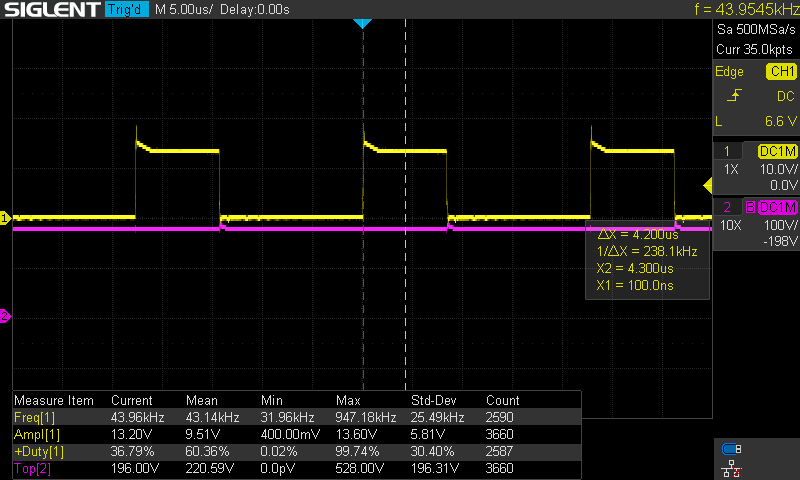 SIGLENT Trig'd M 5.00us/ Delay:0.00s f = 43.9545kHz
Sa 500MSa/s
Curr 35.0kpts
Edge CH1
DC
L 6.6 V
1 DC1M
1X 10.0V/
0.0V
2 B DC1M
10X 100V/
-198V
1
2
ΔX = 4.200us
1/ΔX = 238.1kHz
X2 = 4.300us
X1 = 100.0ns
Measure Item Current Mean Min Max Std-Dev Count
Freq[1] 43.96kHz 43.14kHz 31.96kHz 947.18kHz 25.49kHz 2590
Ampl[1] 13.20V 9.51V 400.00mV 13.60V 5.81V 3660
+Duty[1] 36.79% 60.36% 0.02% 99.74% 30.40% 2587
Top[2] 196.00V 220.59V 0.0pV 528.00V 196.31V 3660